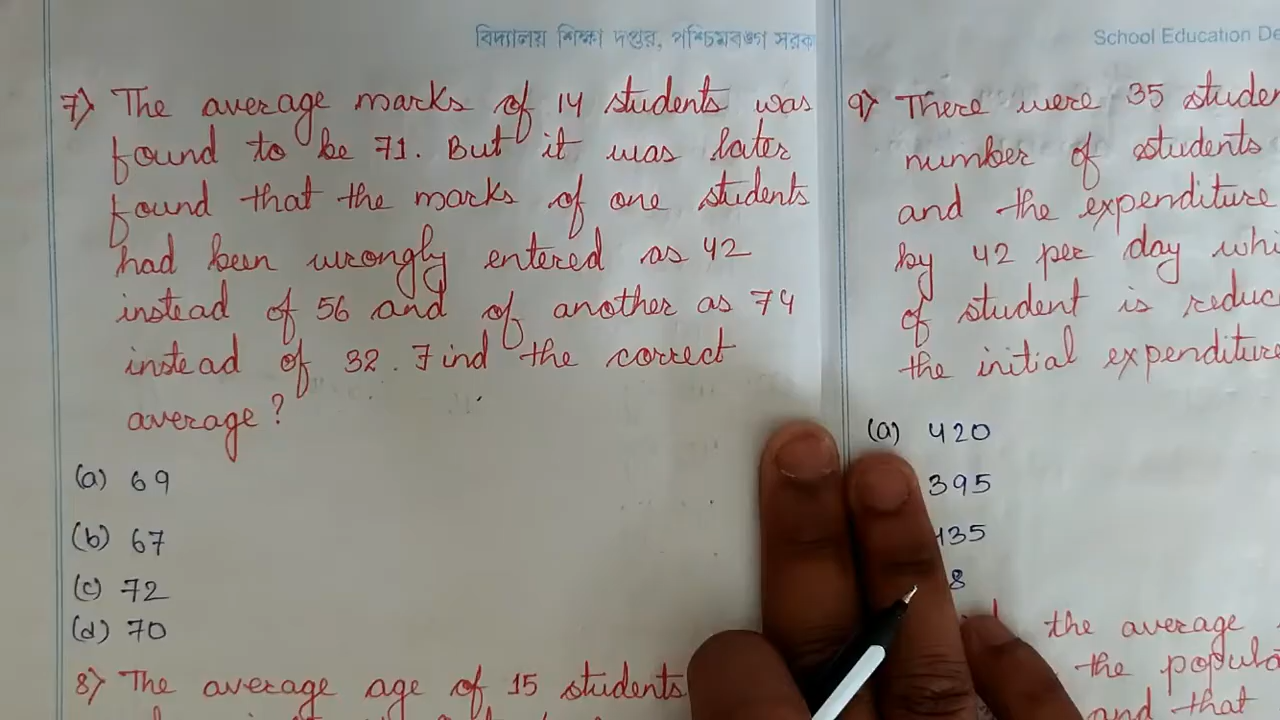 বিদ্যালয় শিক্ষা দপ্তর, পশ্চিমবঙ্গ সরকা
7) The average marks of 14 students was
found to be 71. But it was later
found that the marks of one students
had been wrongly entered as 42
instead of 56 and of another as 74
instead of 32. Find the correct
average?
(a) 69
(b) 67
(c) 72
(d) 70
8) The average age of 15 students
School Education De
9) There were 35 studen
number of students
and the expenditure
by 42 per day whi
of student is reduc
the initial expenditure
(a) 420
395
435
8
the average
the popula
and that